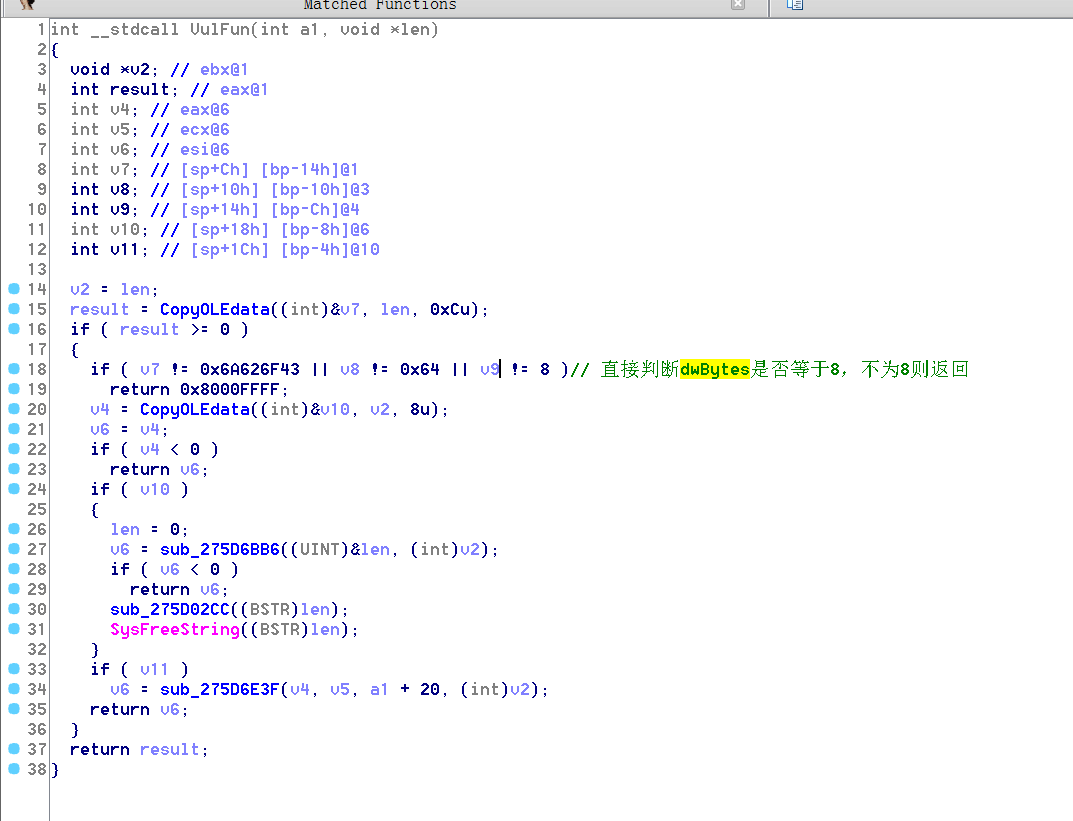 Matched Functions
1 int __stdcall VulFun(int a1, void *len)
2 {
3 void *v2; // ebx@1
4 int result; // eax@1
5 int v4; // eax@6
6 int v5; // ecx@6
7 int v6; // esi@6
8 int v7; // [sp+Ch] [bp-14h]@1
9 int v8; // [sp+10h] [bp-10h]@3
10 int v9; // [sp+14h] [bp-Ch]@4
11 int v10; // [sp+18h] [bp-8h]@6
12 int v11; // [sp+1Ch] [bp-4h]@10
13
14 v2 = len;
15 result = CopyOLEdata((int)&v7, len, 0xCu);
16 if ( result >= 0 )
17 {
18 if ( v7 != 0x6A626F43 || v8 != 0x64 || v9 != 8 )// 直接判断dwBytes是否等于8，不为8则返回
19 return 0x8000FFFF;
20 v4 = CopyOLEdata((int)&v10, v2, 8u);
21 v6 = v4;
22 if ( v4 < 0 )
23 return v6;
24 if ( v10 )
25 {
26 len = 0;
27 v6 = sub_275D6BB6((UINT)&len, (int)v2);
28 if ( v6 < 0 )
29 return v6;
30 sub_275D02CC((BSTR)len);
31 SysFreeString((BSTR)len);
32 }
33 if ( v11 )
34 v6 = sub_275D6E3F(v4, v5, a1 + 20, (int)v2);
35 return v6;
36 }
37 return result;
38 }